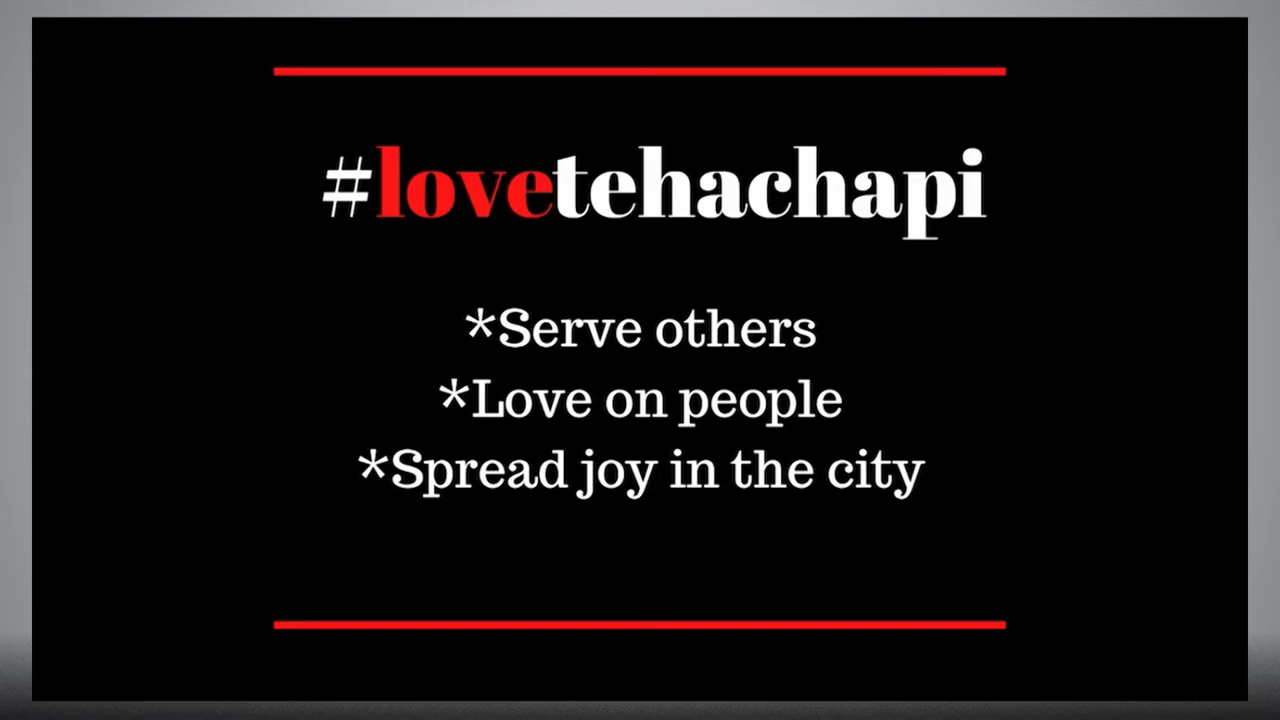 #lovetehachapi
*Serve others
*Love on people
*Spread joy in the city